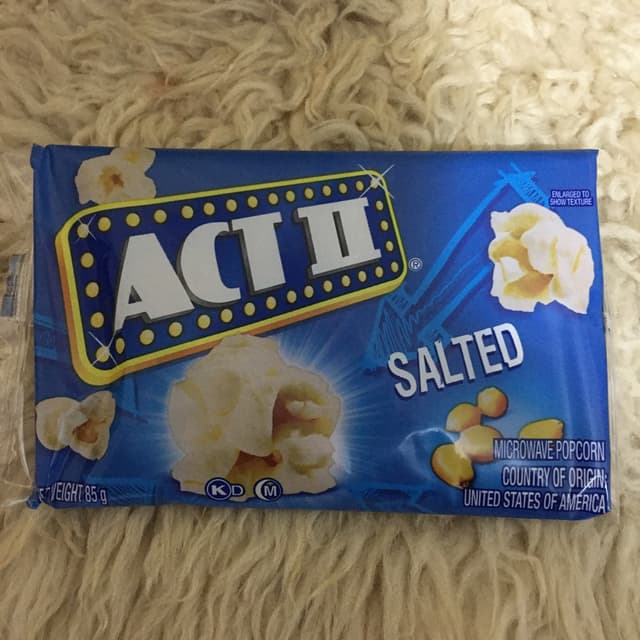 ENLARGED TO
SHOW TEXTURE
ACT II
®
SALTED
MICROWAVE POPCORN
COUNTRY OF ORIGIN
UNITED STATES OF AMERICA
WEIGHT 85 g
K D M